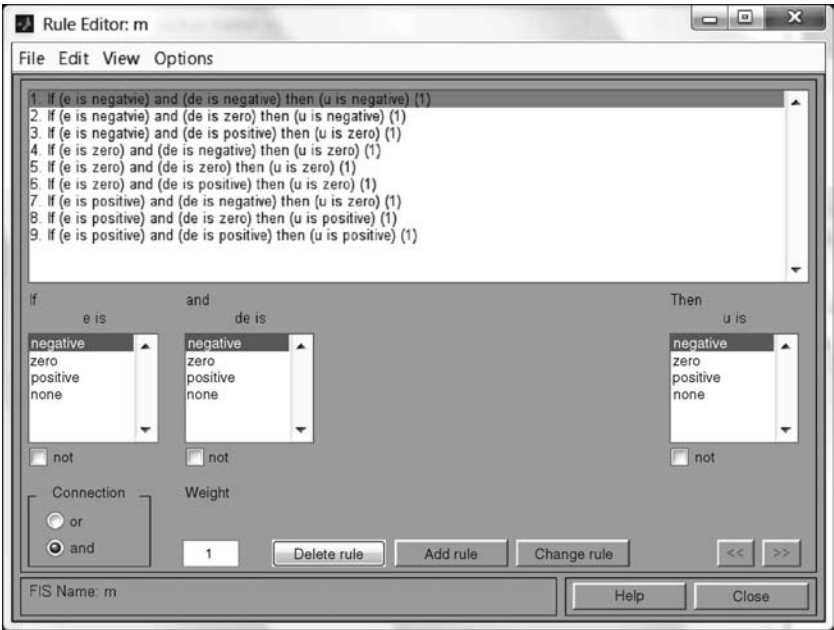 Rule Editor: m
File Edit View Options
1. If (e is negatvie) and (de is negative) then (u is negative) (1)
2. If (e is negatvie) and (de is zero) then (u is negative) (1)
3. If (e is negatvie) and (de is positive) then (u is zero) (1)
4. If (e is zero) and (de is negative) then (u is zero) (1)
5. If (e is zero) and (de is zero) then (u is zero) (1)
6. If (e is zero) and (de is positive) then (u is zero) (1)
7. If (e is positive) and (de is negative) then (u is zero) (1)
8. If (e is positive) and (de is zero) then (u is positive) (1)
9. If (e is positive) and (de is positive) then (u is positive) (1)
If and Then
e is de is u is
negative negative negative
zero zero zero
positive positive positive
none none none
not not not
Connection Weight
or
and 1 Delete rule Add rule Change rule << >>
FIS Name: m Help Close